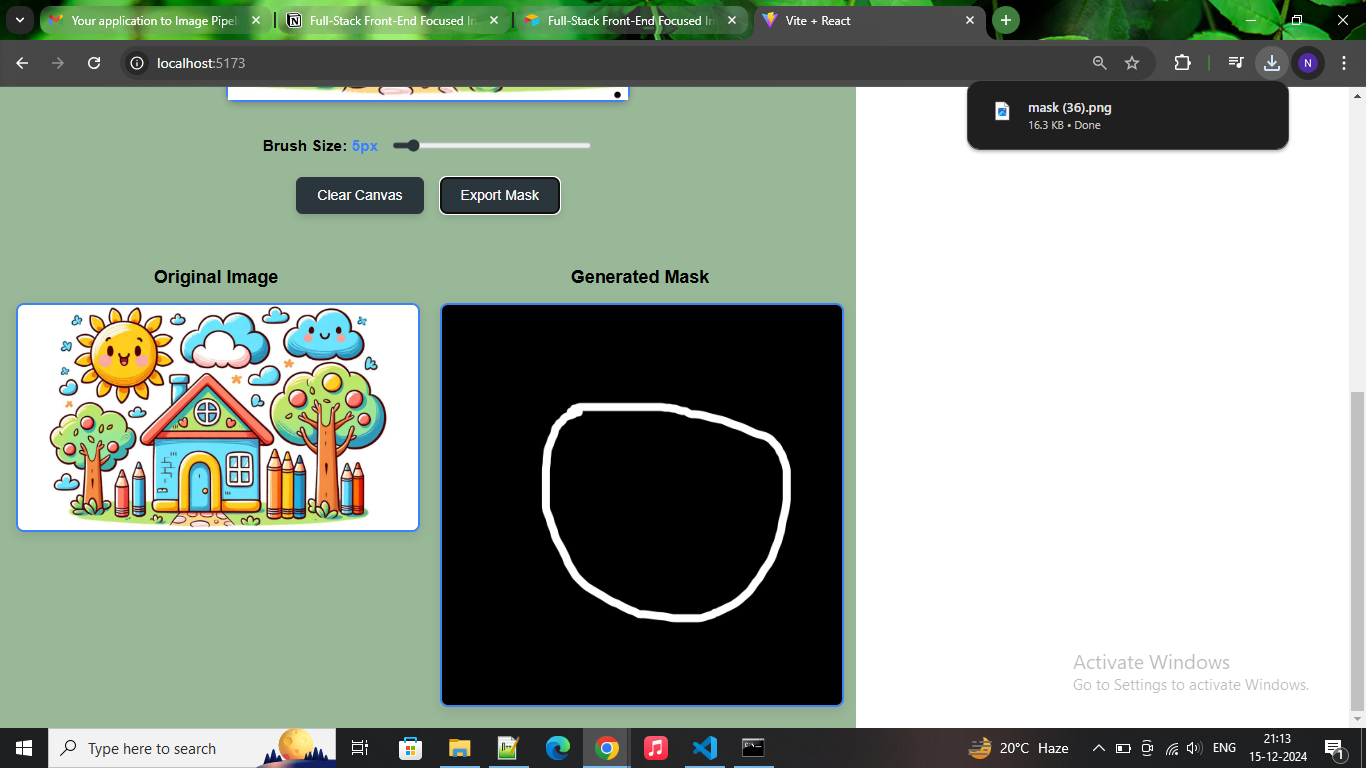 Your application to Image Pipeli
Full-Stack Front-End Focused In
Full-Stack Front-End Focused In
Vite + React
localhost:5173
N
mask (36).png
16.3 KB • Done
Brush Size: 5px
Clear Canvas
Export Mask
Original Image
Generated Mask
Activate Windows
Go to Settings to activate Windows.
Type here to search
20°C Haze
ENG
21:13
15-12-2024
1